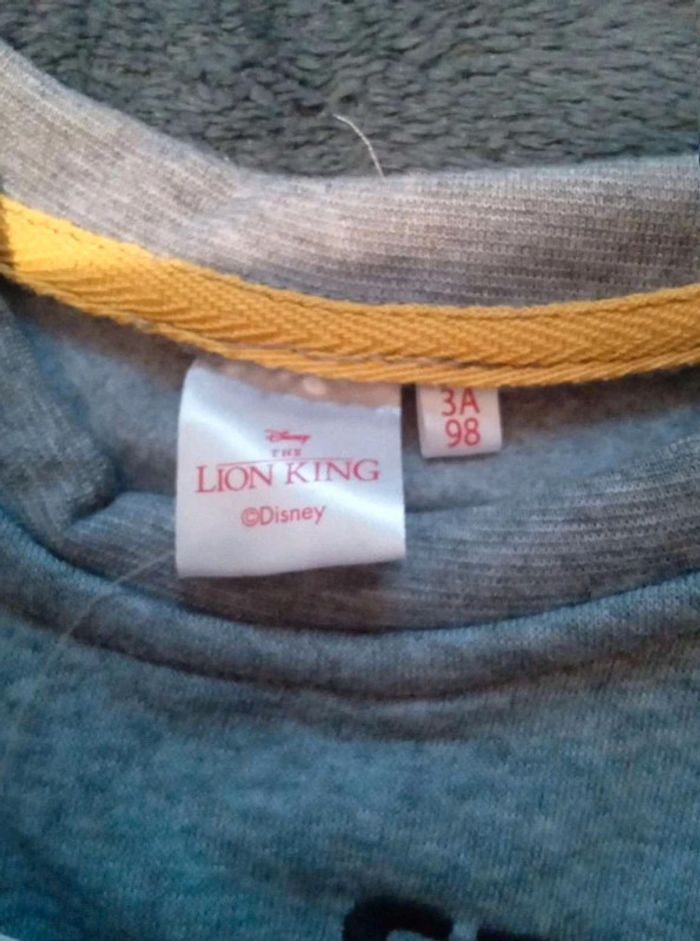 Disney
THE
LION KING
©Disney
3A
98